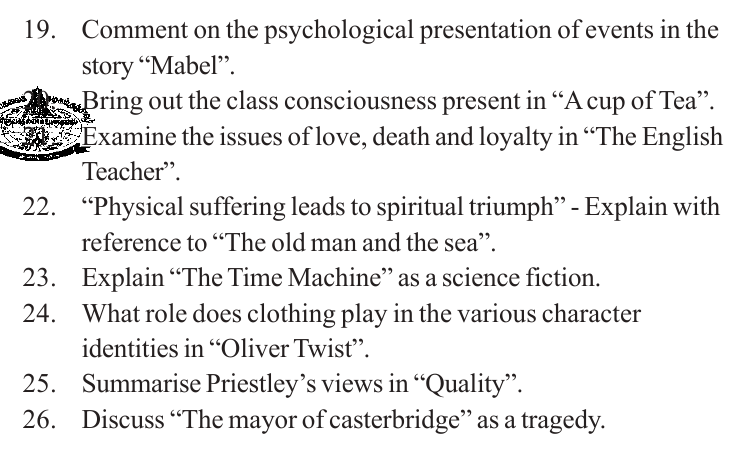 19. Comment on the psychological presentation of events in the
story “Mabel”.
Bring out the class consciousness present in “A cup of Tea”.
Examine the issues of love, death and loyalty in “The English
Teacher”.
22. “Physical suffering leads to spiritual triumph” - Explain with
reference to “The old man and the sea”.
23. Explain “The Time Machine” as a science fiction.
24. What role does clothing play in the various character
identities in “Oliver Twist”.
25. Summarise Priestley’s views in “Quality”.
26. Discuss “The mayor of casterbridge” as a tragedy.